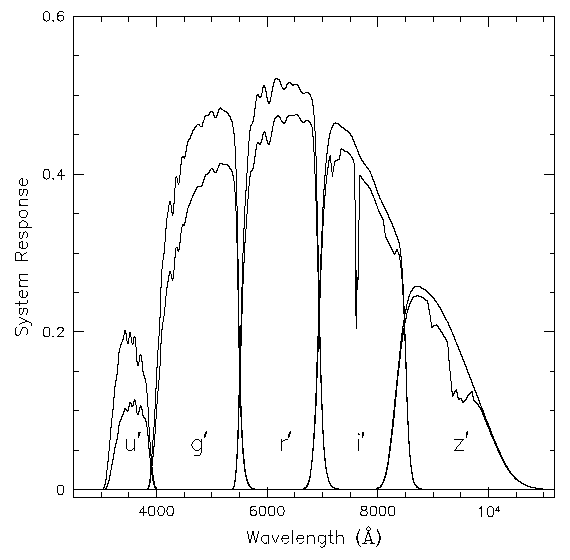 0.6
0.4
0.2
0
System Response
u' g' r' i' z'
4000 6000 8000 10⁴
Wavelength (Å)